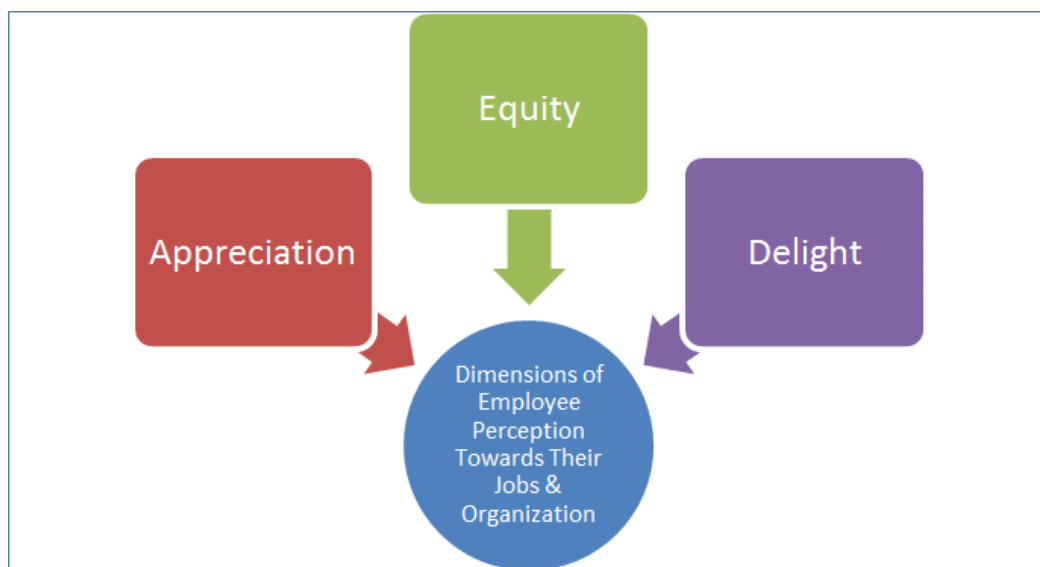 Equity
Appreciation
Delight
Dimensions of
Employee
Perception
Towards Their
Jobs &
Organization